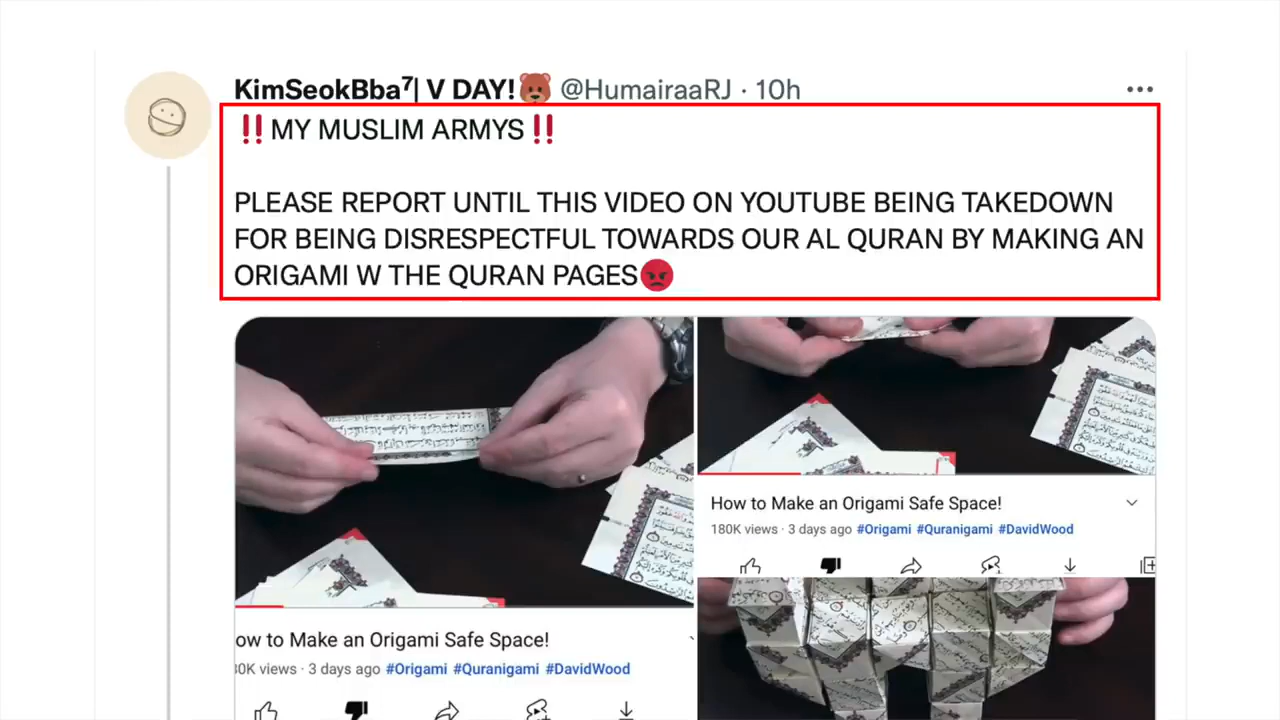 KimSeokBba⁷| V DAY!🐻 @HumairaaRJ · 10h
‼️MY MUSLIM ARMYS‼️
PLEASE REPORT UNTIL THIS VIDEO ON YOUTUBE BEING TAKEDOWN
FOR BEING DISRESPECTFUL TOWARDS OUR AL QURAN BY MAKING AN
ORIGAMI W THE QURAN PAGES😡
How to Make an Origami Safe Space!
180K views · 3 days ago #Origami #Quranigami #DavidWood
ow to Make an Origami Safe Space!
0K views · 3 days ago #Origami #Quranigami #DavidWood